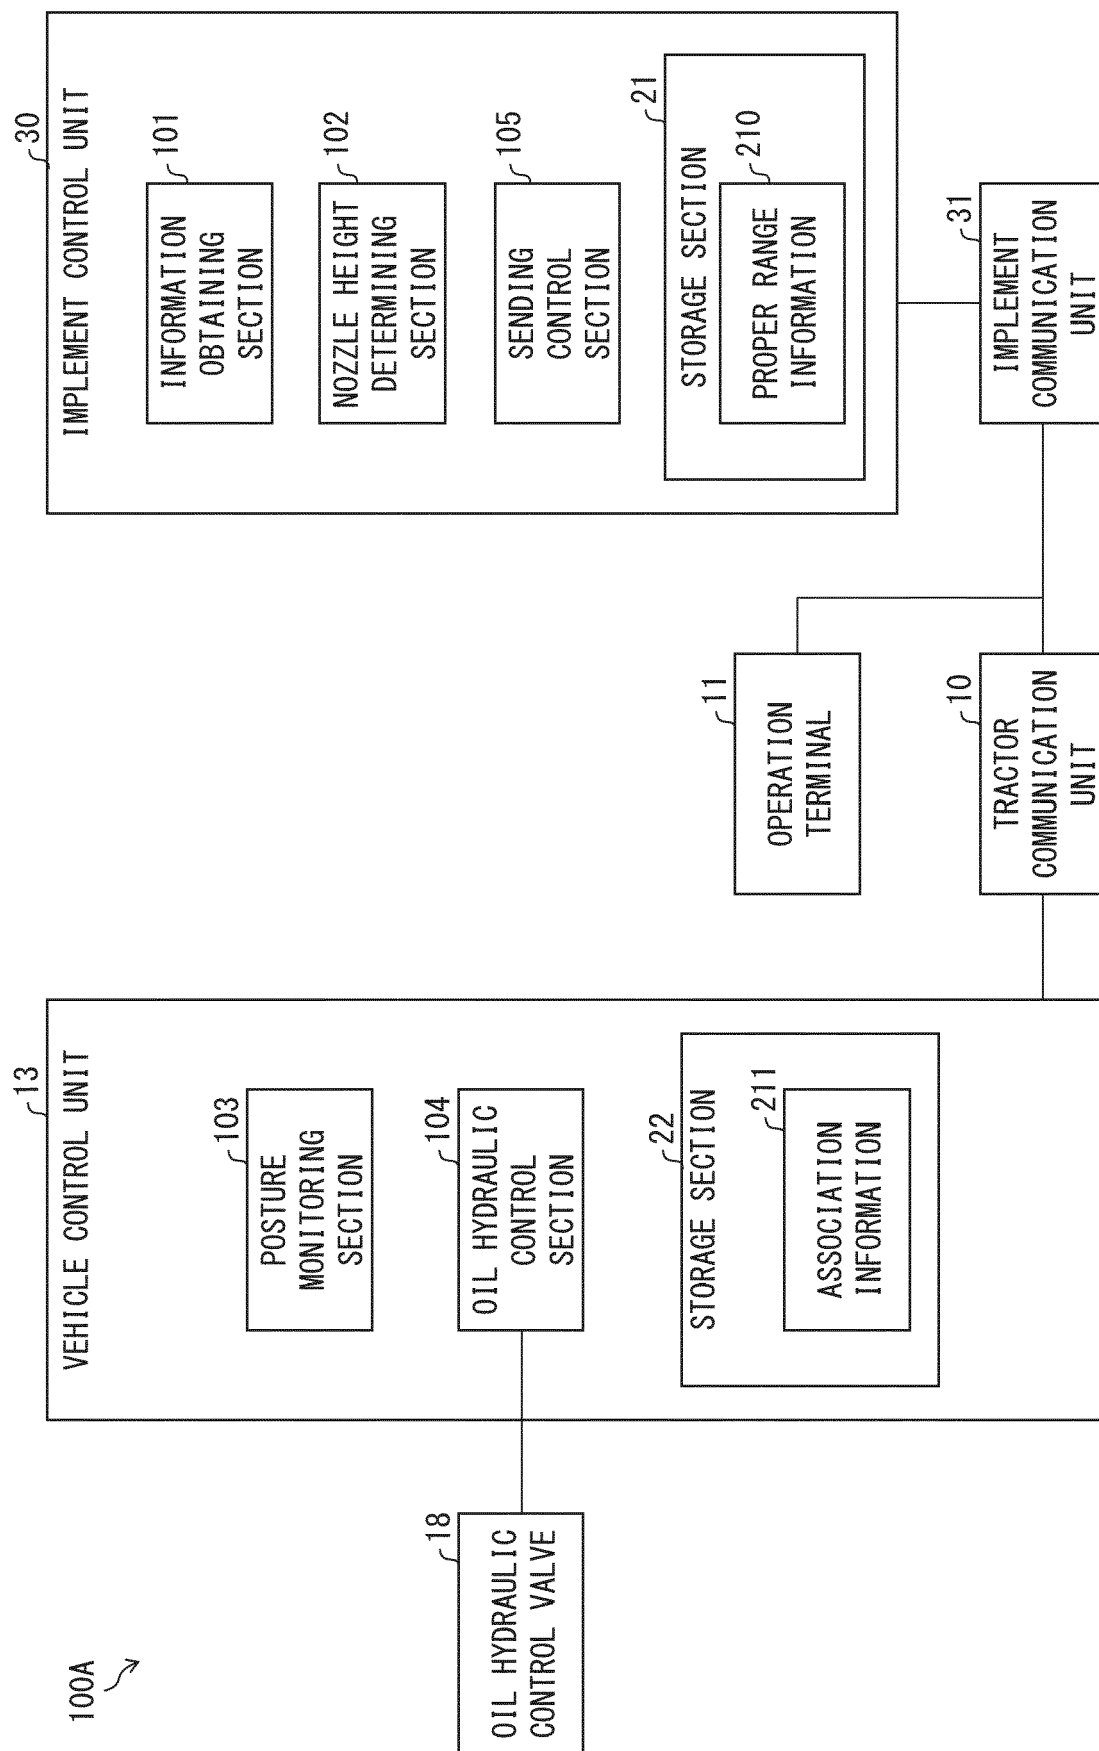 100A
18
OIL HYDRAULIC
CONTROL VALVE
13
VEHICLE CONTROL UNIT
103
POSTURE
MONITORING
SECTION
104
OIL HYDRAULIC
CONTROL
SECTION
22
STORAGE SECTION
211
ASSOCIATION
INFORMATION
11
OPERATION
TERMINAL
10
TRACTOR
COMMUNICATION
UNIT
30
IMPLEMENT CONTROL UNIT
101
INFORMATION
OBTAINING
SECTION
102
NOZZLE HEIGHT
DETERMINING
SECTION
105
SENDING
CONTROL
SECTION
21
STORAGE SECTION
210
PROPER RANGE
INFORMATION
31
IMPLEMENT
COMMUNICATION
UNIT